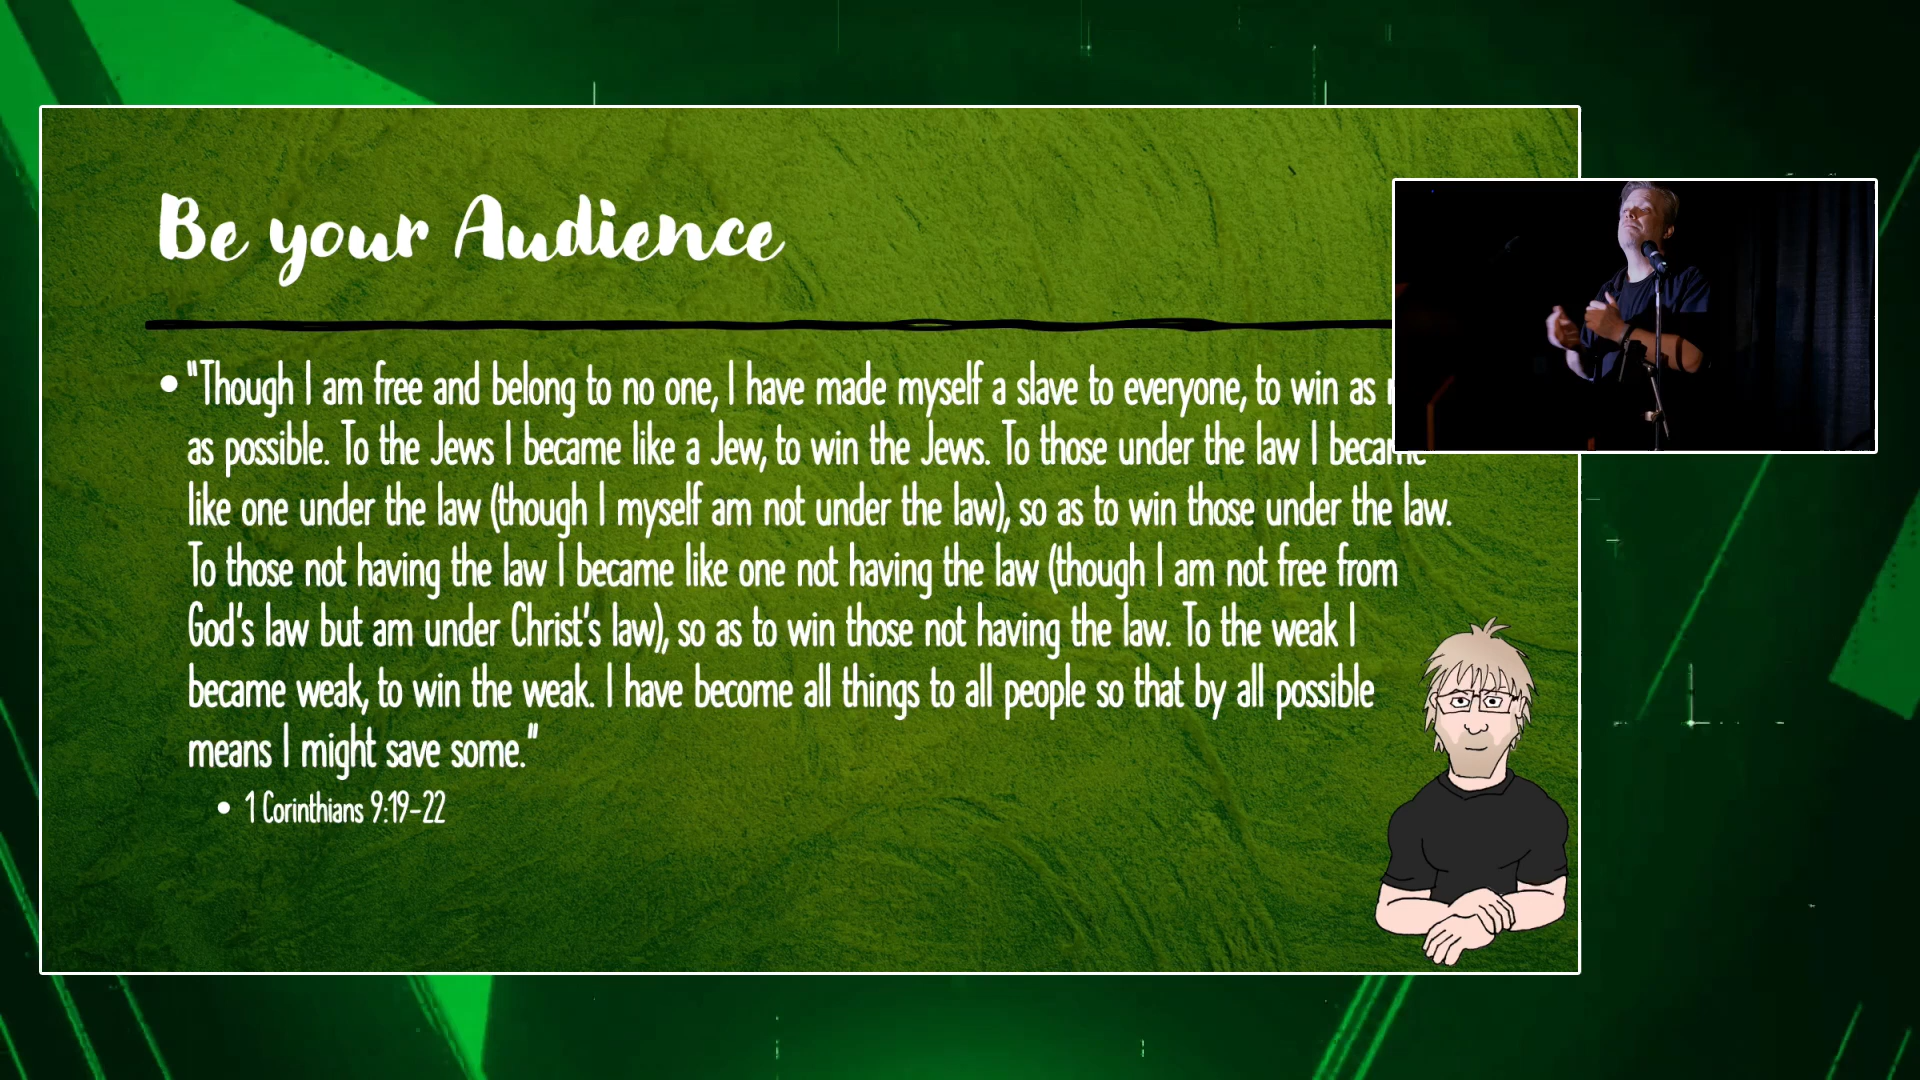 Be your Audience
• "Though I am free and belong to no one, I have made myself a slave to everyone, to win as
as possible. To the Jews I became like a Jew, to win the Jews. To those under the law I became
like one under the law (though I myself am not under the law), so as to win those under the law.
To those not having the law I became like one not having the law (though I am not free from
God's law but am under Christ's law), so as to win those not having the law. To the weak I
became weak, to win the weak. I have become all things to all people so that by all possible
means I might save some."
• 1 Corinthians 9:19-22